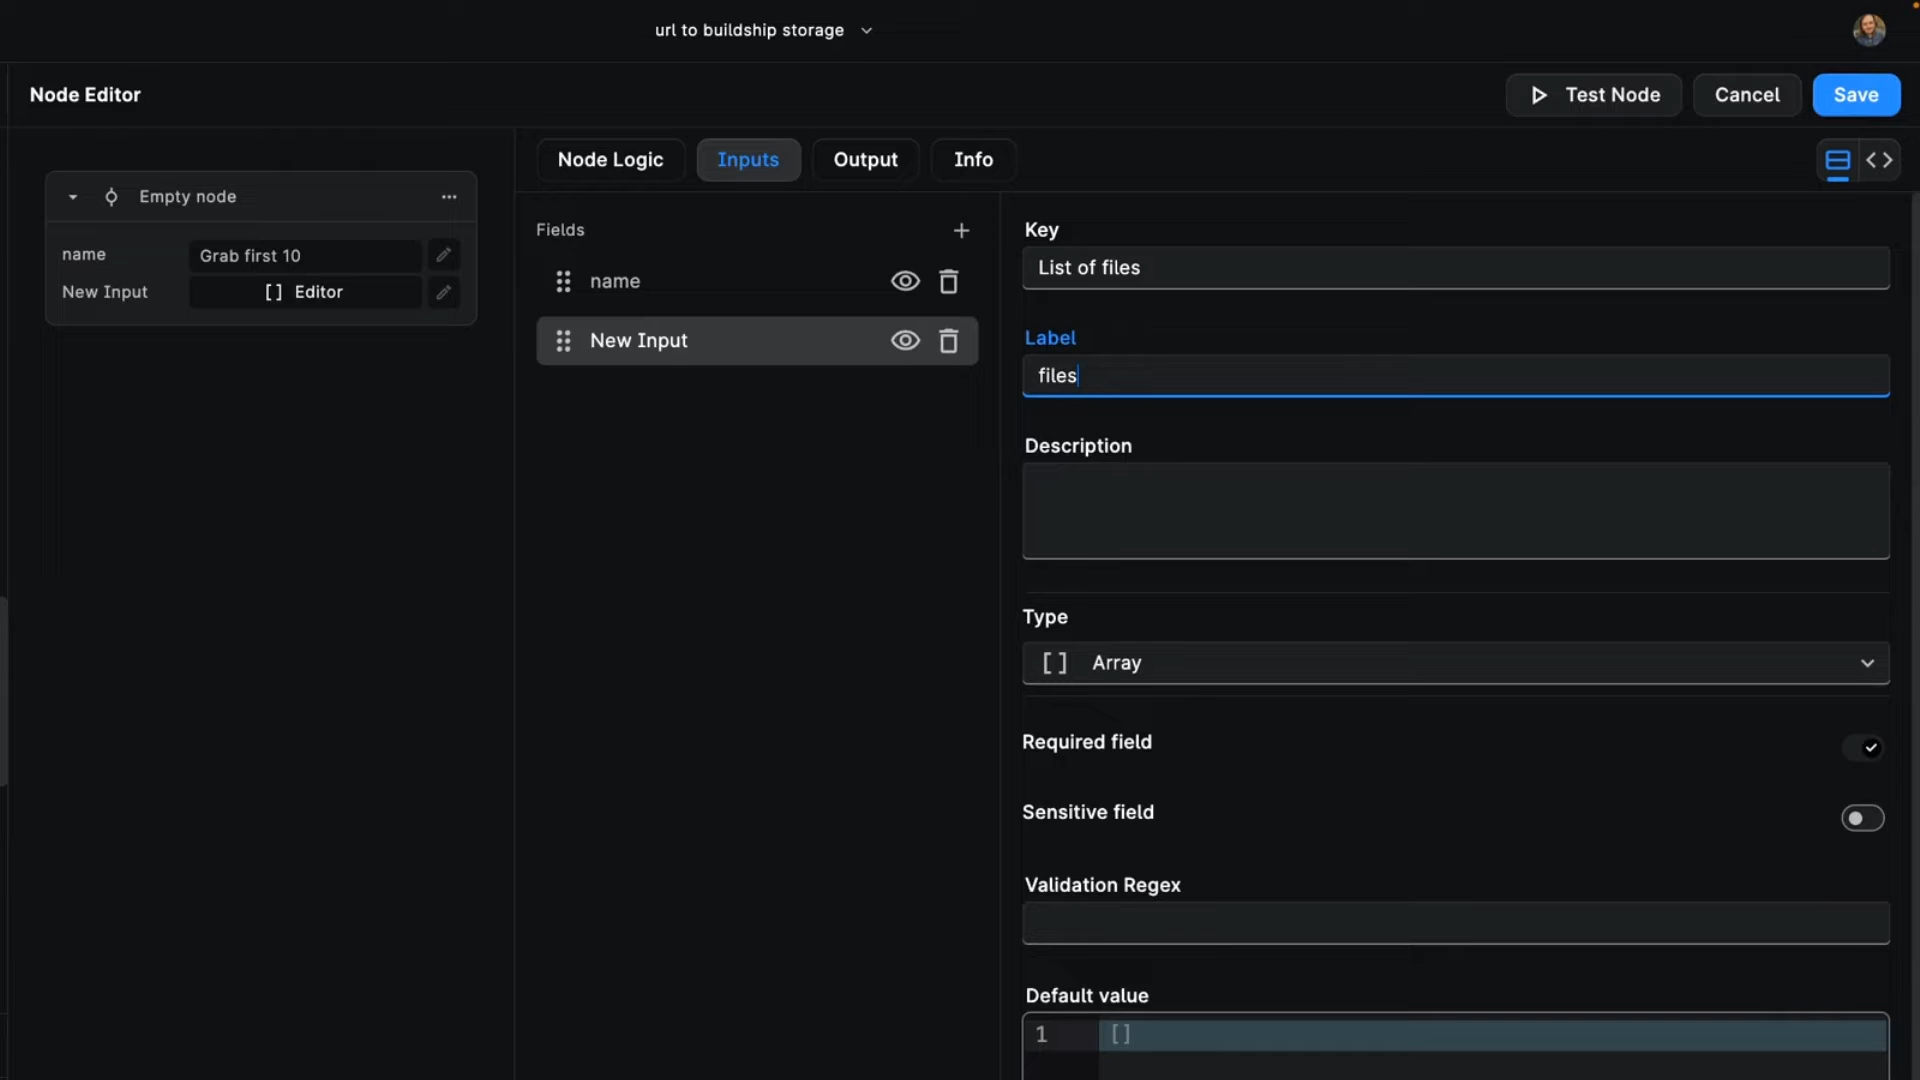 url to buildship storage
Node Editor
Test Node
Cancel
Save
Node Logic
Inputs
Output
Info
Empty node
name
Grab first 10
New Input
[ ] Editor
Fields
name
New Input
Key
List of files
Label
files
Description
Type
[ ] Array
Required field
Sensitive field
Validation Regex
Default value
1 []